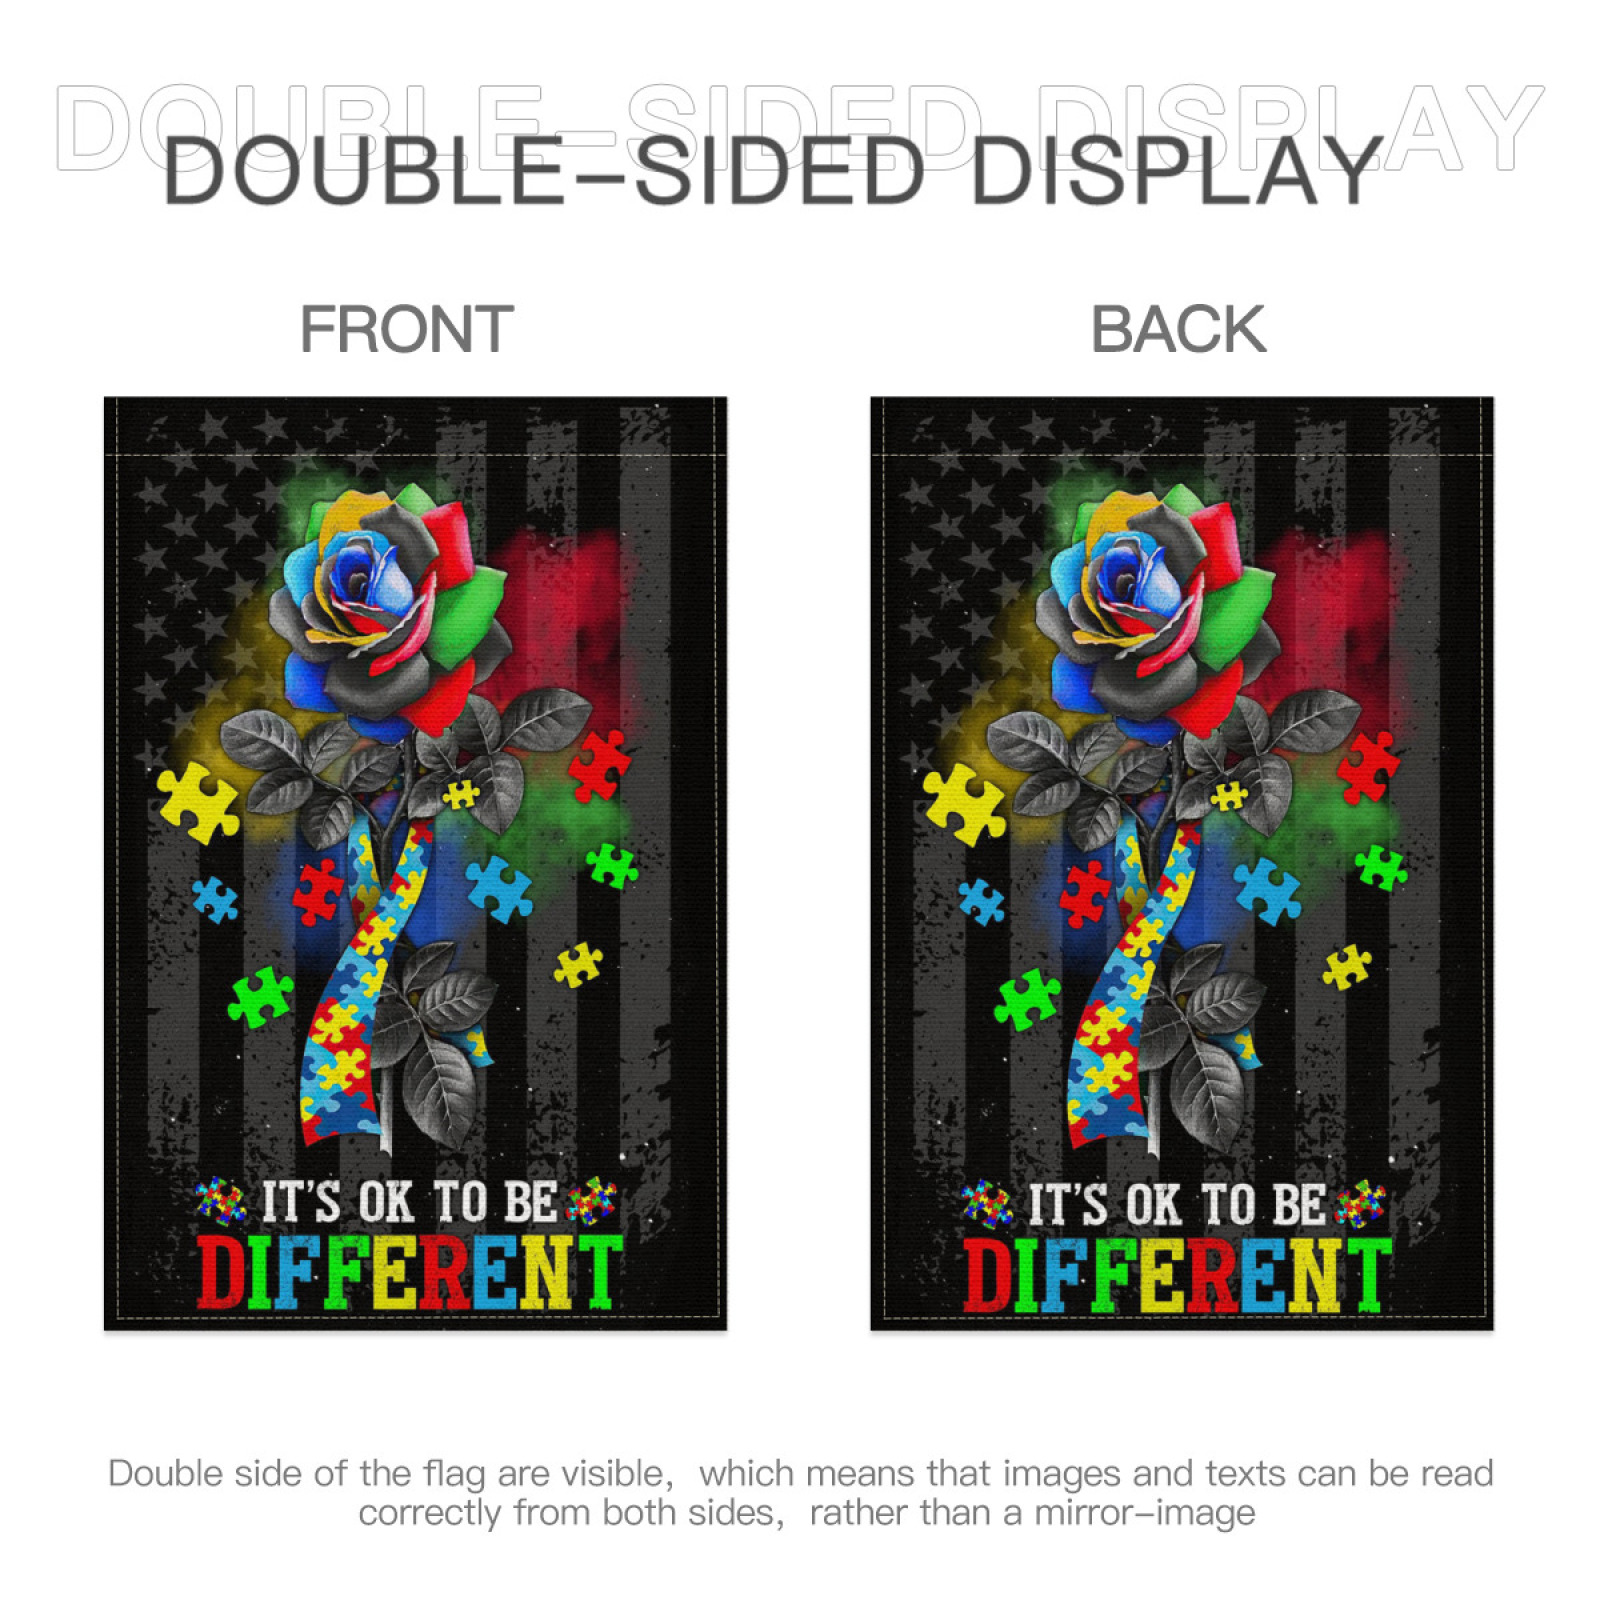 DOUBLE-SIDED DISPLAY
DOUBLE-SIDED DISPLAY
FRONT
BACK
IT'S OK TO BE
DIFFERENT
IT'S OK TO BE
DIFFERENT
Double side of the flag are visible, which means that images and texts can be read
correctly from both sides, rather than a mirror-image